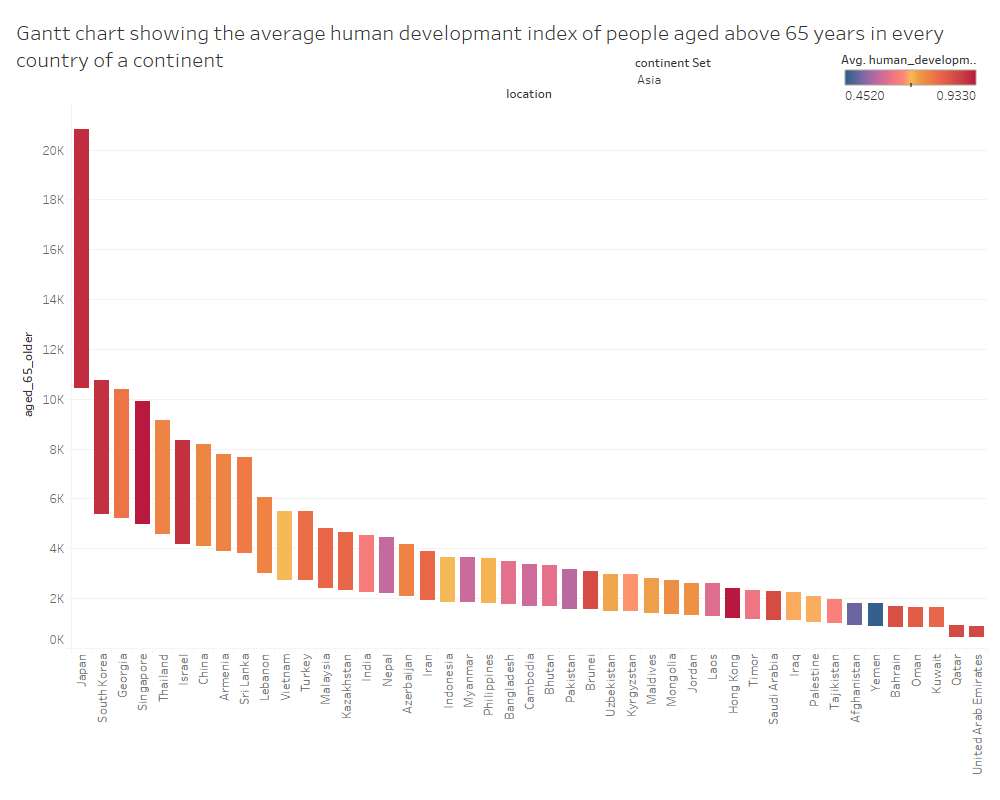 Gantt chart showing the average human developmant index of people aged above 65 years in every
country of a continent
continent Set
Asia
Avg. human_developm..
0.4520
0.9330
location
aged_65_older
20K
18K
16K
14K
12K
10K
8K
6K
4K
2K
0K
Japan
South Korea
Georgia
Singapore
Thailand
Israel
China
Armenia
Sri Lanka
Lebanon
Vietnam
Turkey
Malaysia
Kazakhstan
India
Nepal
Azerbaijan
Iran
Indonesia
Myanmar
Philippines
Bangladesh
Cambodia
Bhutan
Pakistan
Brunei
Uzbekistan
Kyrgyzstan
Maldives
Mongolia
Jordan
Laos
Hong Kong
Timor
Saudi Arabia
Iraq
Palestine
Tajikistan
Afghanistan
Yemen
Bahrain
Oman
Kuwait
Qatar
United Arab Emirates